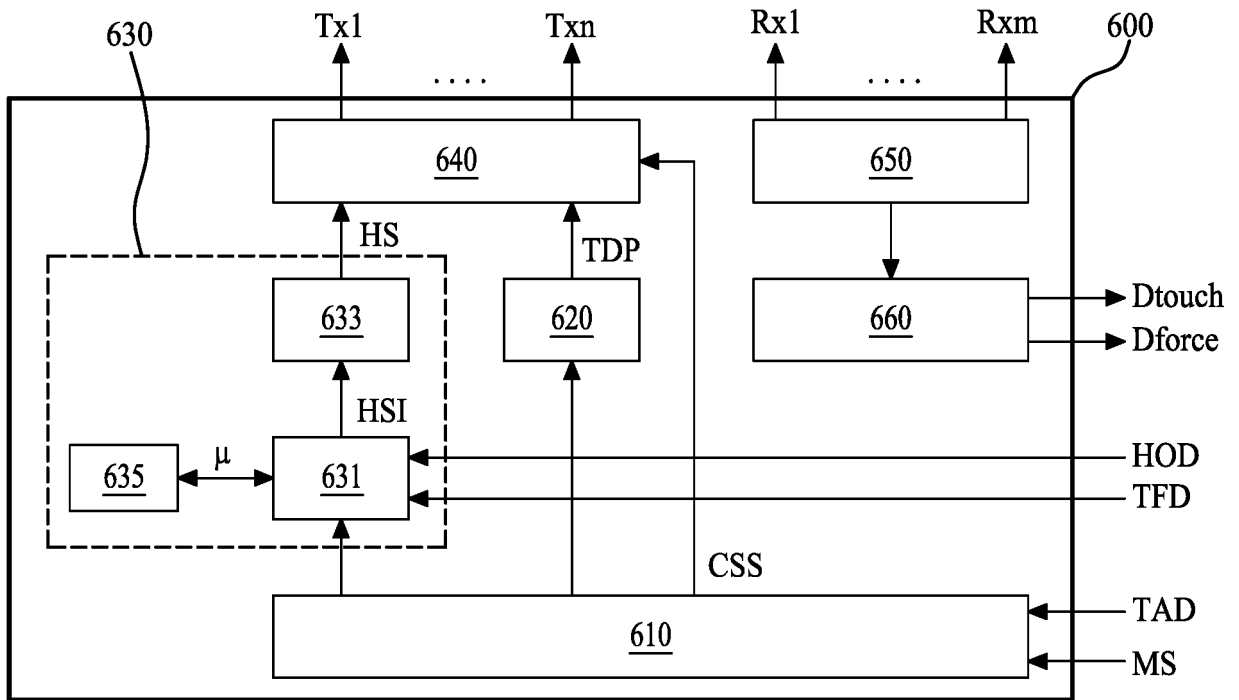 630
Tx1
Txn
Rx1
Rxm
600
....
....
640
650
HS
TDP
633
620
660
Dtouch
Dforce
HSI
635
μ
631
HOD
TFD
CSS
610
TAD
MS